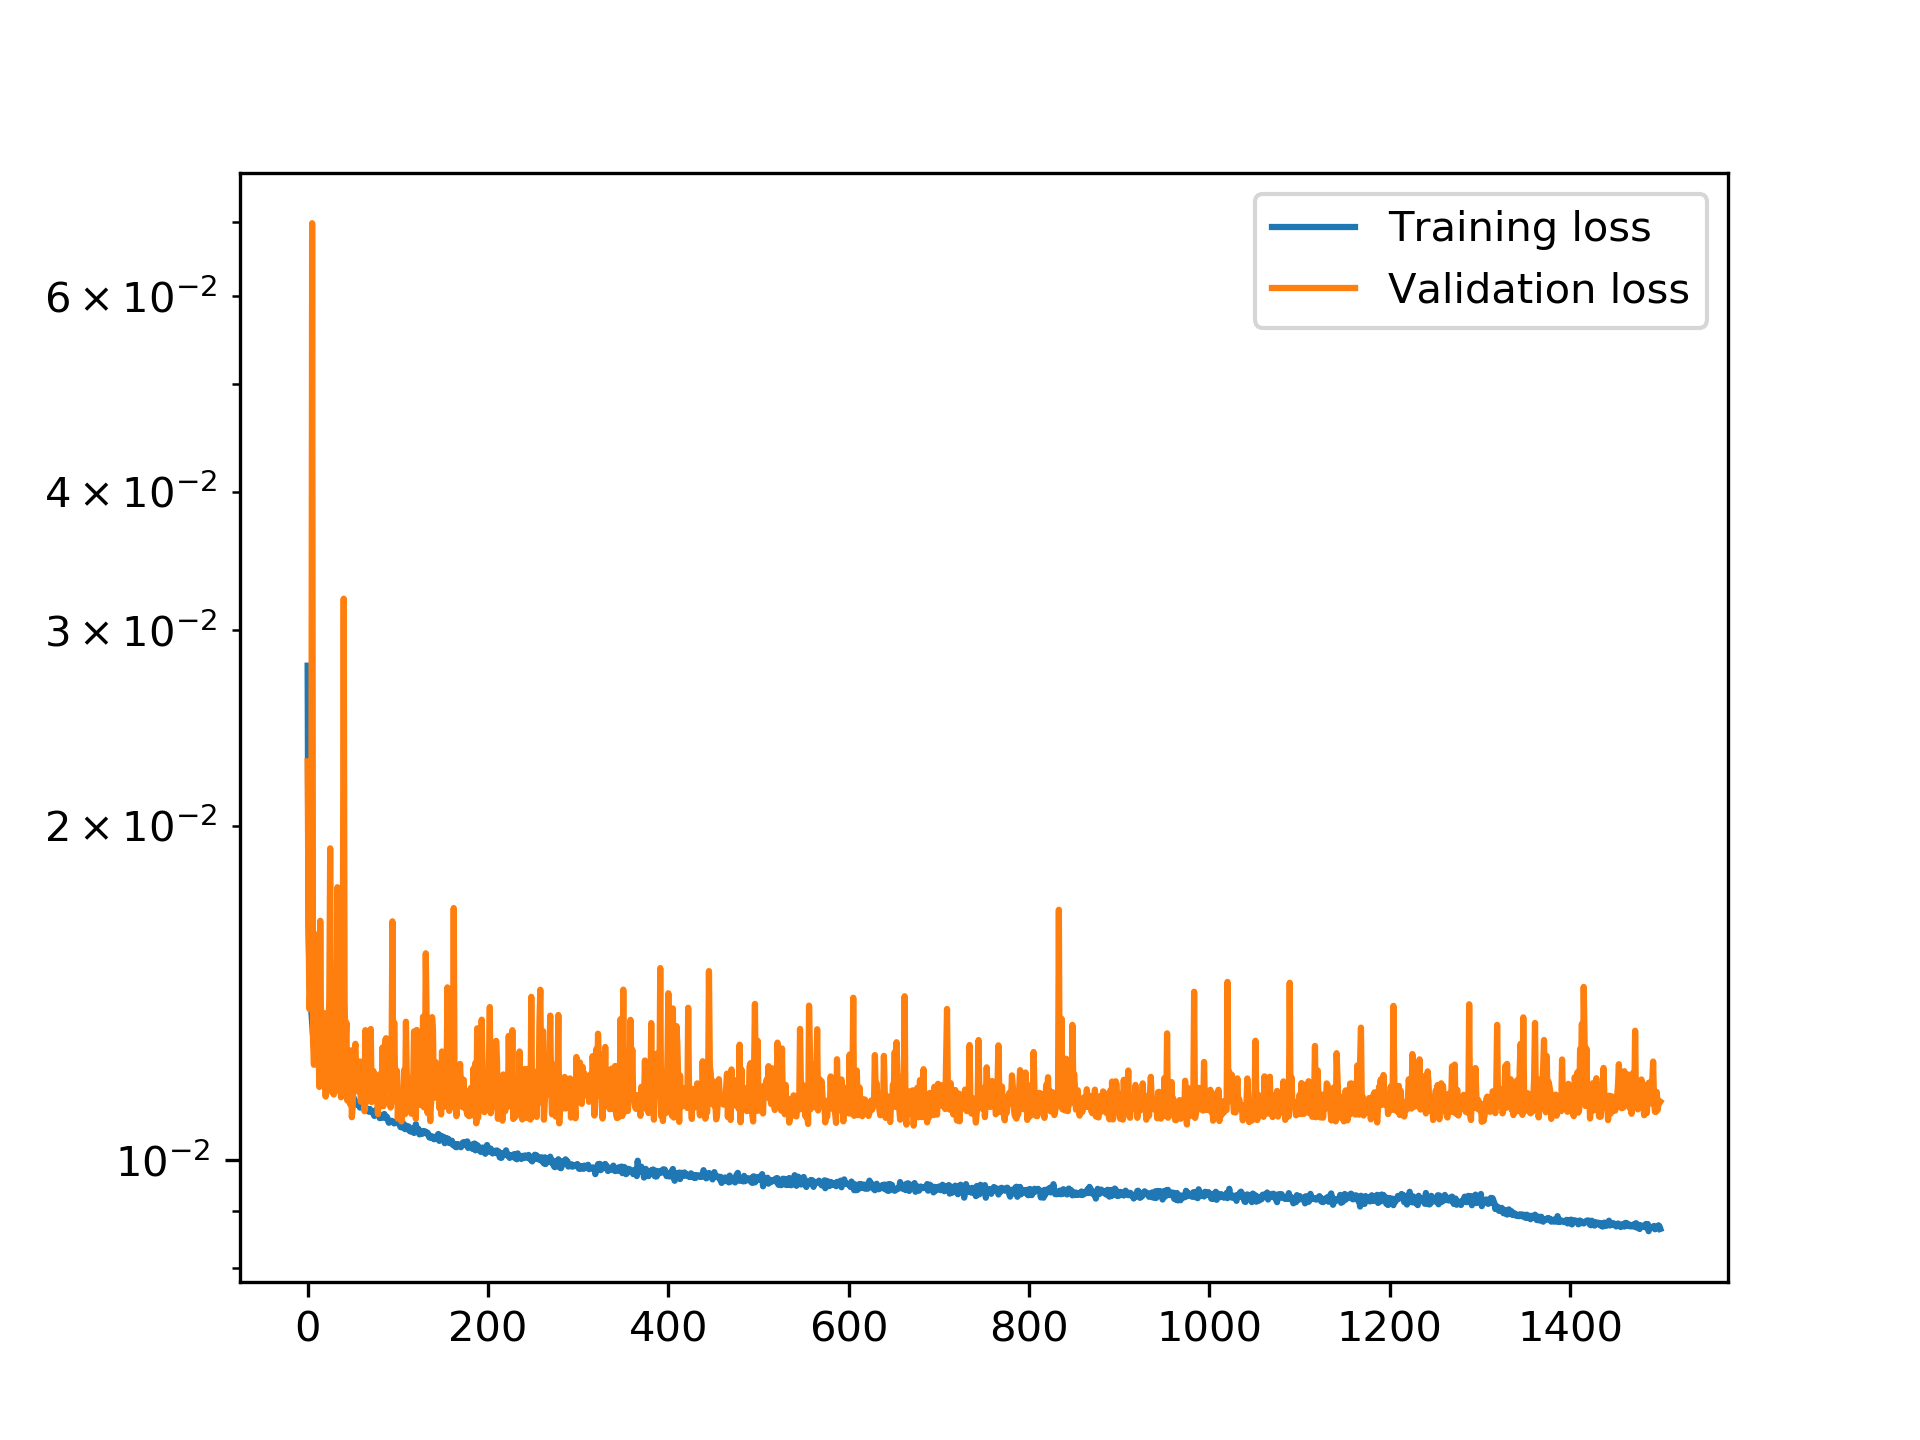 Training loss
Validation loss
6 × 10⁻²
4 × 10⁻²
3 × 10⁻²
2 × 10⁻²
10⁻²
0 200 400 600 800 1000 1200 1400